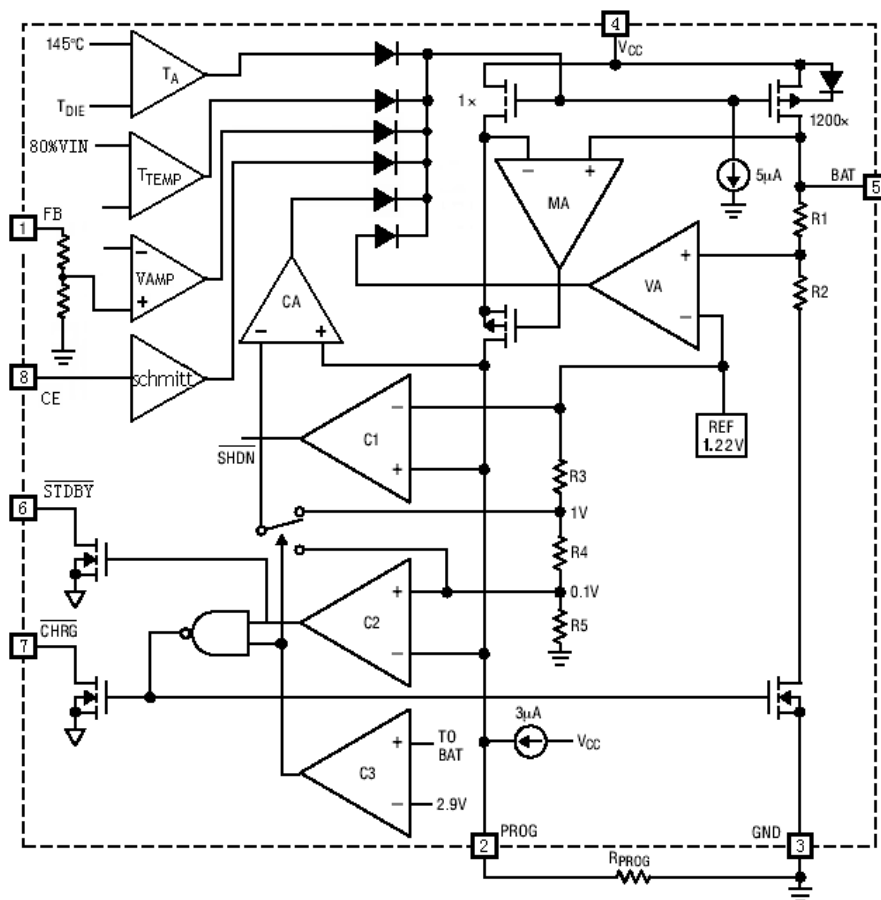 4
VCC
145°C
TA
TDIE
1×
1200×
80%VIN
TTEMP
5μA
BAT
5
− +
MA
R1
1
FB
−
VAMP
+
+
VA
−
R2
CA
− +
8
CE
schmitt
REF
1.22V
−
C1
+
SHDN
R3
1V
6
STDBY
R4
0.1V
+
C2
−
R5
7
CHRG
3μA
VCC
+
C3
−
TO
BAT
2.9V
PROG
2
GND
3
RPROG